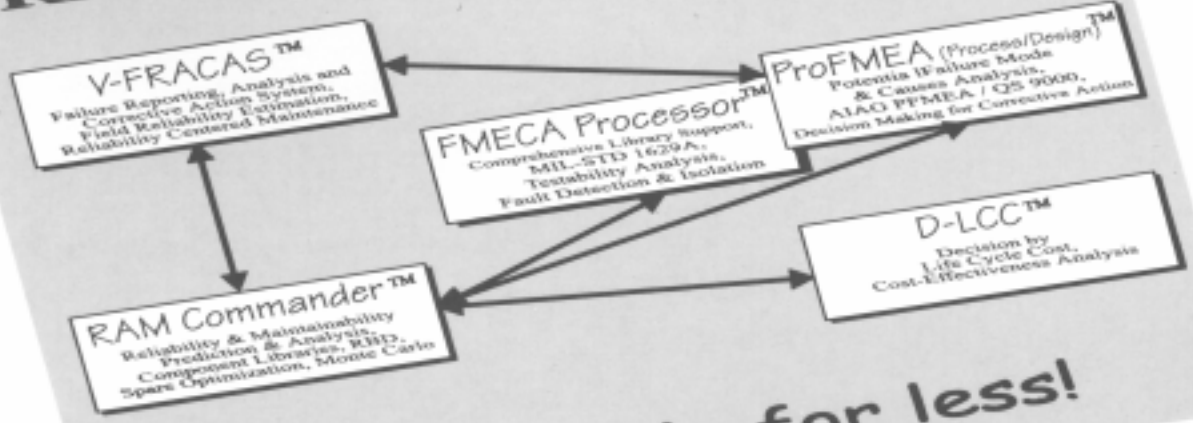 V-FRACAS™
Failure Reporting, Analysis and
Corrective Action System,
Field Reliability Estimation,
Reliability Centered Maintenance
ProFMEA (Process/Design)™
Potentia lFailure Mode
& Causes Analysis,
AIAG PFMEA / QS 9000,
Decision Making for Corrective Action
FMECA Processor™
Comprehensive Library Support,
MIL-STD 1629A,
Testability Analysis,
Fault Detection & Isolation
D-LCC™
Decision by
Life Cycle Cost,
Cost-Effectiveness Analysis
RAM Commander™
Reliability & Maintainability
Prediction & Analysis,
Component Libraries, RBD,
Spare Optimization, Monte Carlo
for less!